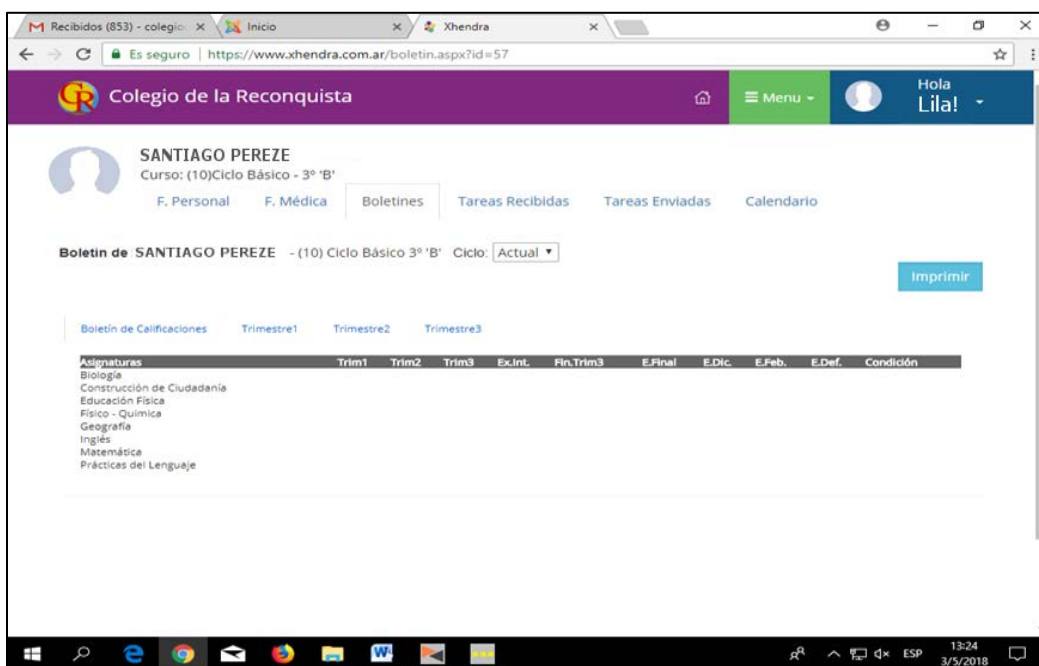 Recibidos (853) - colegio
Inicio
Xhendra
Es seguro | https://www.xhendra.com.ar/boletin.aspx?id=57
GR Colegio de la Reconquista
Menu
Hola
Lila!
SANTIAGO PEREZE
Curso: (10)Ciclo Básico - 3º 'B'
F. Personal F. Médica Boletines Tareas Recibidas Tareas Enviadas Calendario
Boletin de SANTIAGO PEREZE - (10) Ciclo Básico 3º 'B' Ciclo: Actual
Imprimir
Boletín de Calificaciones Trimestre1 Trimestre2 Trimestre3
Asignaturas Trim1 Trim2 Trim3 Ex.Int. Fin.Trim3 E.Final E.Dic. E.Feb. E.Def. Condición
Biología
Construcción de Ciudadanía
Educación Física
Físico - Quimica
Geografía
Inglés
Matemática
Prácticas del Lenguaje
ESP
13:24
3/5/2018